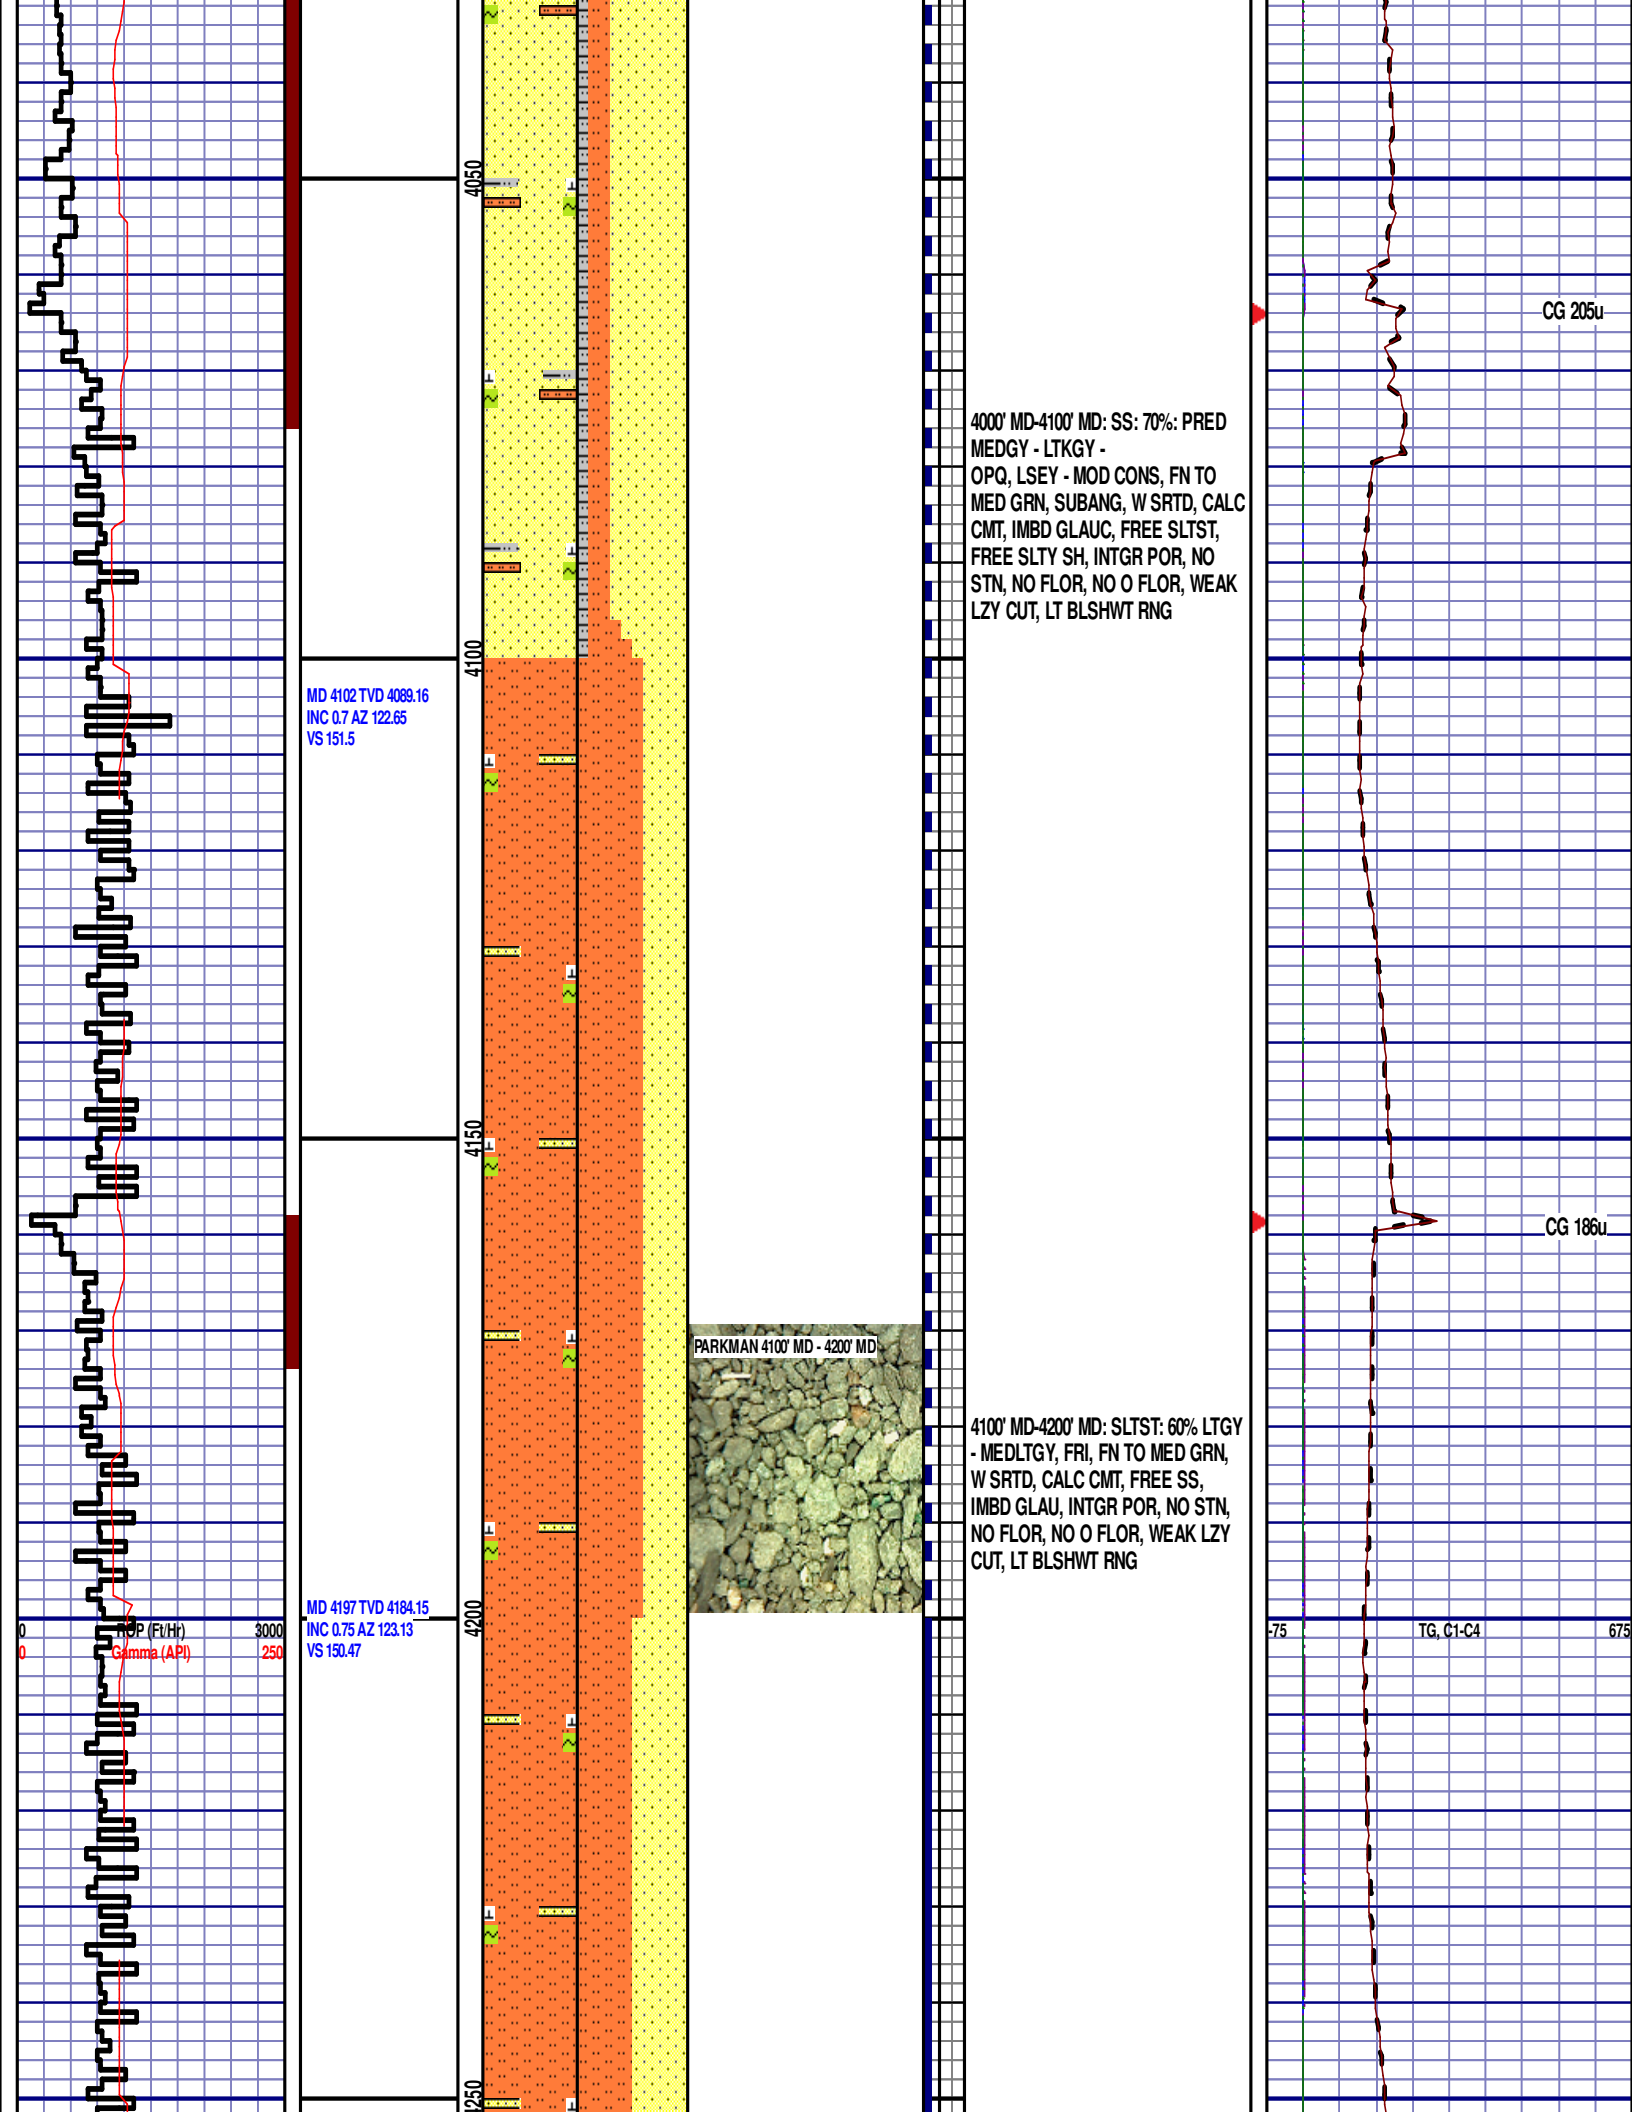 4050
CG 205u
4000' MD-4100' MD: SS: 70%: PRED
MEDGY - LTKGY -
OPQ, LSEY - MOD CONS, FN TO
MED GRN, SUBANG, W SRTD, CALC
CMT, IMBD GLAUC, FREE SLTST,
FREE SLTY SH, INTGR POR, NO
STN, NO FLOR, NO O FLOR, WEAK
LZY CUT, LT BLSHWT RNG
4100
MD 4102 TVD 4089.16
INC 0.7 AZ 122.65
VS 151.5
4150
CG 186u
PARKMAN 4100' MD - 4200' MD
4100' MD-4200' MD: SLTST: 60% LTGY
- MEDLTGY, FRI, FN TO MED GRN,
W SRTD, CALC CMT, FREE SS,
IMBD GLAU, INTGR POR, NO STN,
NO FLOR, NO O FLOR, WEAK LZY
CUT, LT BLSHWT RNG
MD 4197 TVD 4184.15
INC 0.75 AZ 123.13
VS 150.47
4200
0 ROP (Ft/Hr) 3000
0 Gamma (API) 250
-75 TG, C1-C4 675
4250